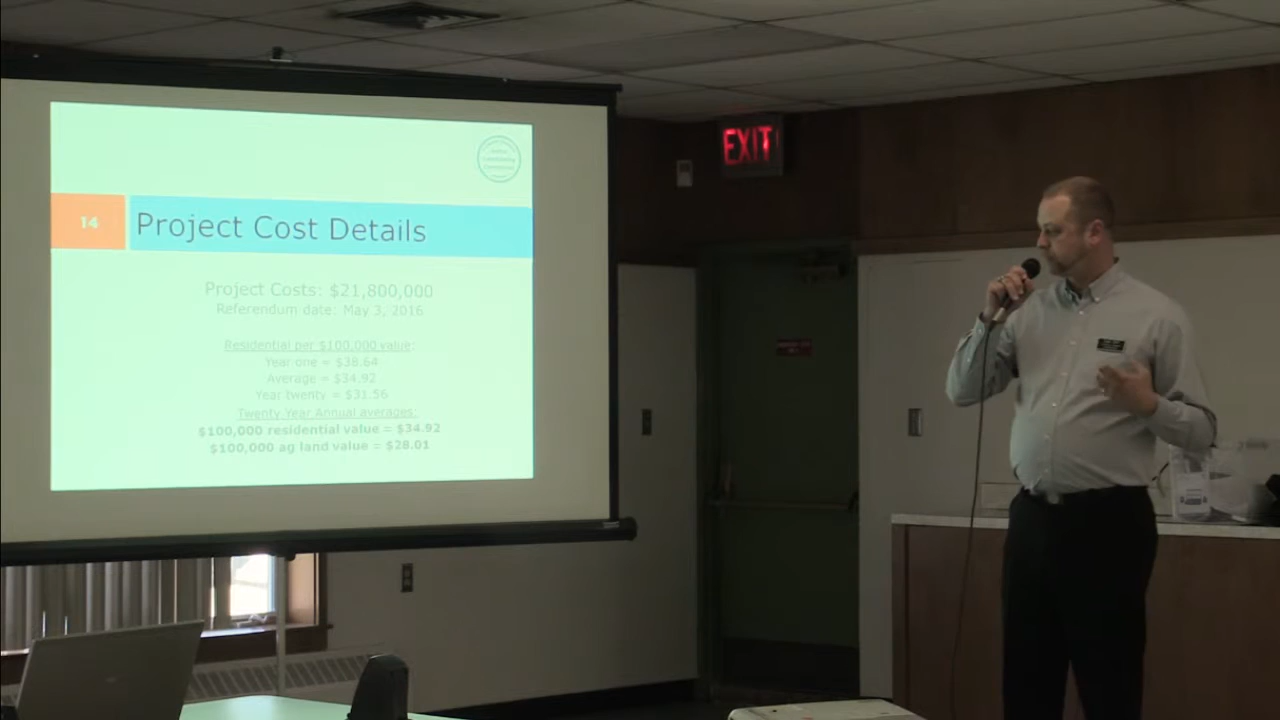 EXIT
14
Project Cost Details
Project Costs: $21,800,000
Referendum date: May 3, 2016
Residential per $100,000 value:
Year one = $38.64
Average = $34.92
Year twenty = $31.56
Twenty Year Annual averages:
$100,000 residential value = $34.92
$100,000 ag land value = $28.01